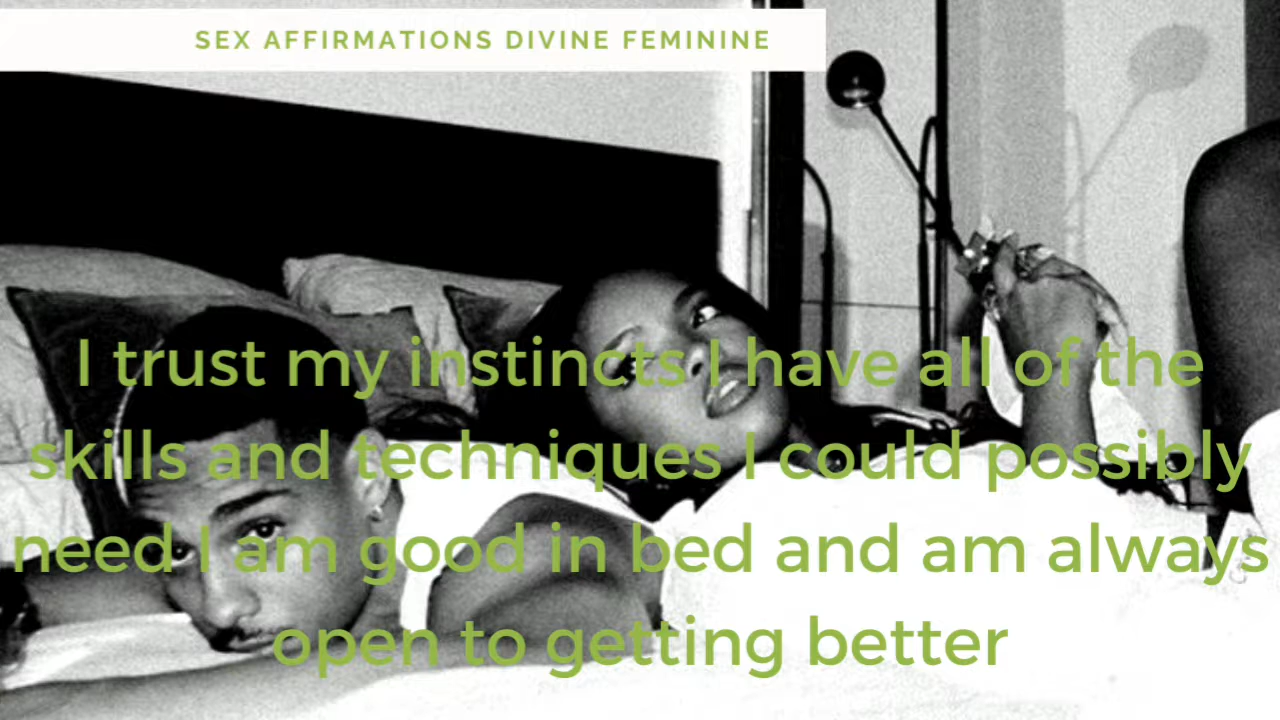 SEX AFFIRMATIONS DIVINE FEMININE
I trust my instincts I have all of the
skills and techniques I could possibly
need I am good in bed and am always
open to getting better